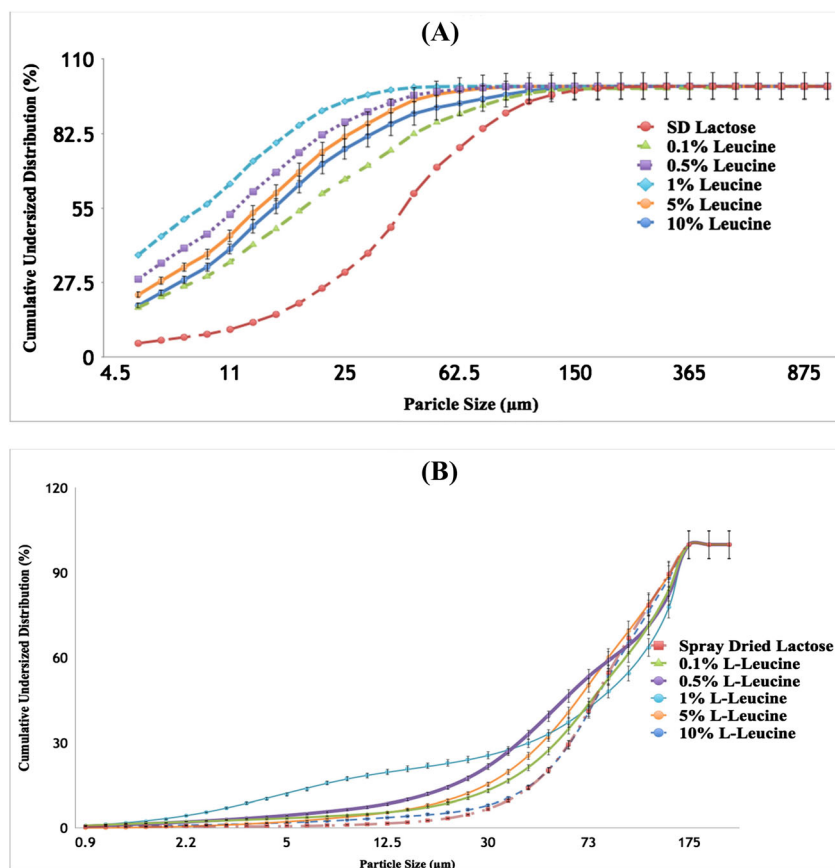 (A)
110
82.5
55
27.5
0
Cumulative Undersized Distribution (%)
SD Lactose
0.1% Leucine
0.5% Leucine
1% Leucine
5% Leucine
10% Leucine
4.5 11 25 62.5 150 365 875
Paricle Size (μm)
(B)
120
90
60
30
0
Cumulative Undersized Distribution (%)
Spray Dried Lactose
0.1% L-Leucine
0.5% L-Leucine
1% L-Leucine
5% L-Leucine
10% L-Leucine
0.9 2.2 5 12.5 30 73 175
Particle Size (μm)